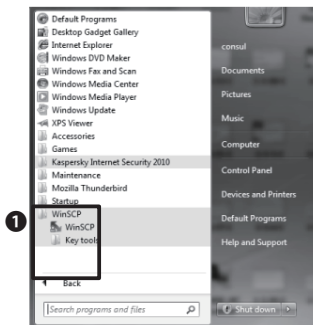 Default Programs
Desktop Gadget Gallery
Internet Explorer
Windows DVD Maker
Windows Fax and Scan
Windows Media Center
Windows Media Player
Windows Update
XPS Viewer
Accessories
Games
Kaspersky Internet Security 2010
Maintenance
Mozilla Thunderbird
Startup
WinSCP
WinSCP
Key tools
1
Back
Search programs and files
consul
Documents
Pictures
Music
Computer
Control Panel
Devices and Printers
Default Programs
Help and Support
Shut down